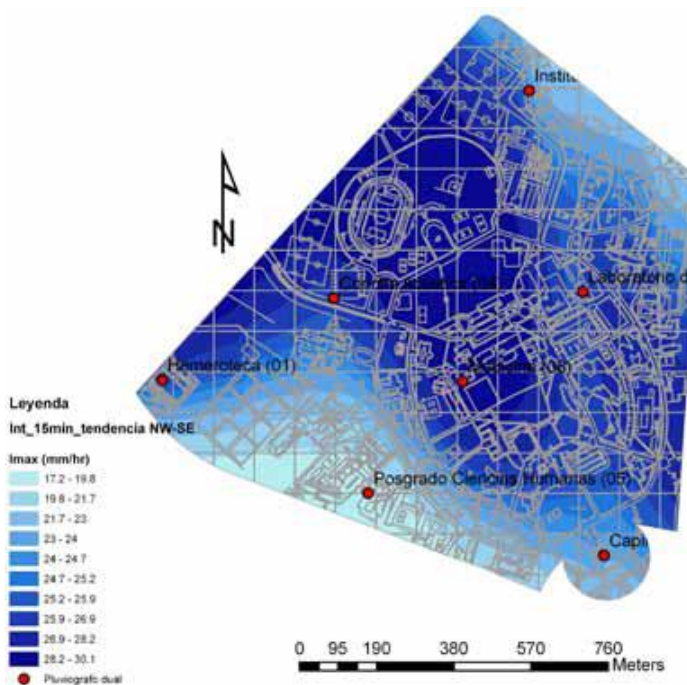 Instit
N
Laboratorio d
Hemeroteca (01)
Leyenda
Int_15min_tendencia NW-SE
Imax (mm/hr)
17.2 - 19.8
19.8 - 21.7
21.7 - 23
23 - 24
24 - 24.7
24.7 - 25.2
25.2 - 25.9
25.9 - 26.9
26.9 - 28.2
28.2 - 30.1
Pluviografo dual
Posgrado Ciencias Humanas (05)
Capil
0 95 190 380 570 760
Meters